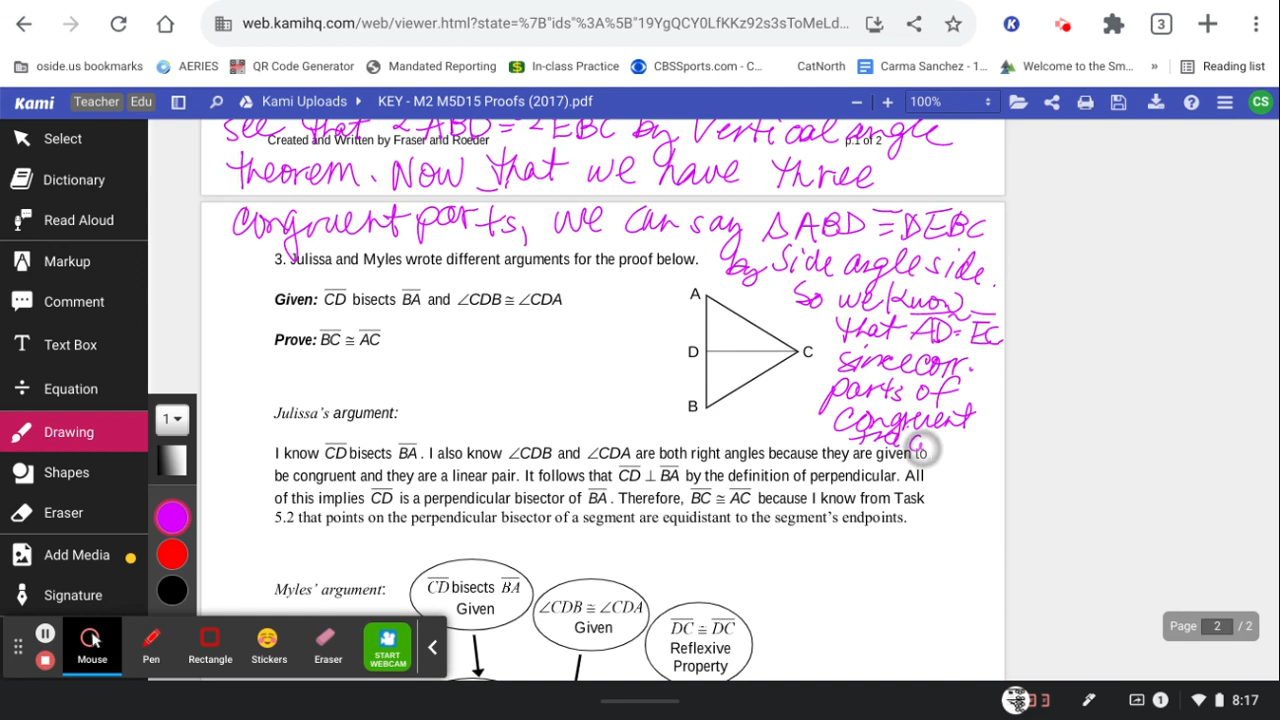 web.kamihq.com/web/viewer.html?state=%7B"ids"%3A%5B"19YgQCY0LfKKz92s3sToMeLd...
3
oside.us bookmarks AERIES QR Code Generator Mandated Reporting In-class Practice CBSSports.com - C... CatNorth Carma Sanchez - 1... Welcome to the Sm... » Reading list
Kami Teacher Edu Kami Uploads KEY - M2 M5D15 Proofs (2017).pdf 100% CS
Select
Dictionary
Read Aloud
Markup
Comment
Text Box
Equation
Drawing
Shapes
Eraser
Add Media
Signature
1
see that ∠ABD = ∠EBC by Vertical angle
Created and Written by Fraser and Roeder p.1 of 2
theorem. Now that we have three
congruent parts, we can say △ABD ≅ △EBC
by Side angle side.
So we know
that AD ≅ EC
since corr.
parts of
congruent
3. Julissa and Myles wrote different arguments for the proof below.
Given: CD bisects BA and ∠CDB ≅ ∠CDA
Prove: BC ≅ AC
A
D
C
B
Julissa's argument:
I know CD bisects BA. I also know ∠CDB and ∠CDA are both right angles because they are given to
be congruent and they are a linear pair. It follows that CD ⊥ BA by the definition of perpendicular. All
of this implies CD is a perpendicular bisector of BA. Therefore, BC ≅ AC because I know from Task
5.2 that points on the perpendicular bisector of a segment are equidistant to the segment's endpoints.
Myles' argument:
CD bisects BA
Given
∠CDB ≅ ∠CDA
Given
DC ≅ DC
Reflexive
Property
Page 2 / 2
Mouse
Pen
Rectangle
Stickers
Eraser
START
WEBCAM
1 8:17